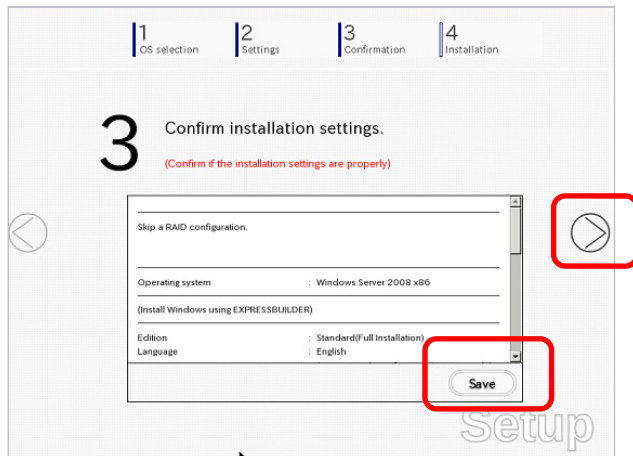 1
OS selection
2
Settings
3
Confirmation
4
Installation
3
Confirm installation settings.
(Confirm if the installation settings are properly)
Skip a RAID configuration.
Operating system : Windows Server 2008 x86
(Install Windows using EXPRESSBUILDER)
Edition : Standard(Full Installation)
Language : English
Save
Setup